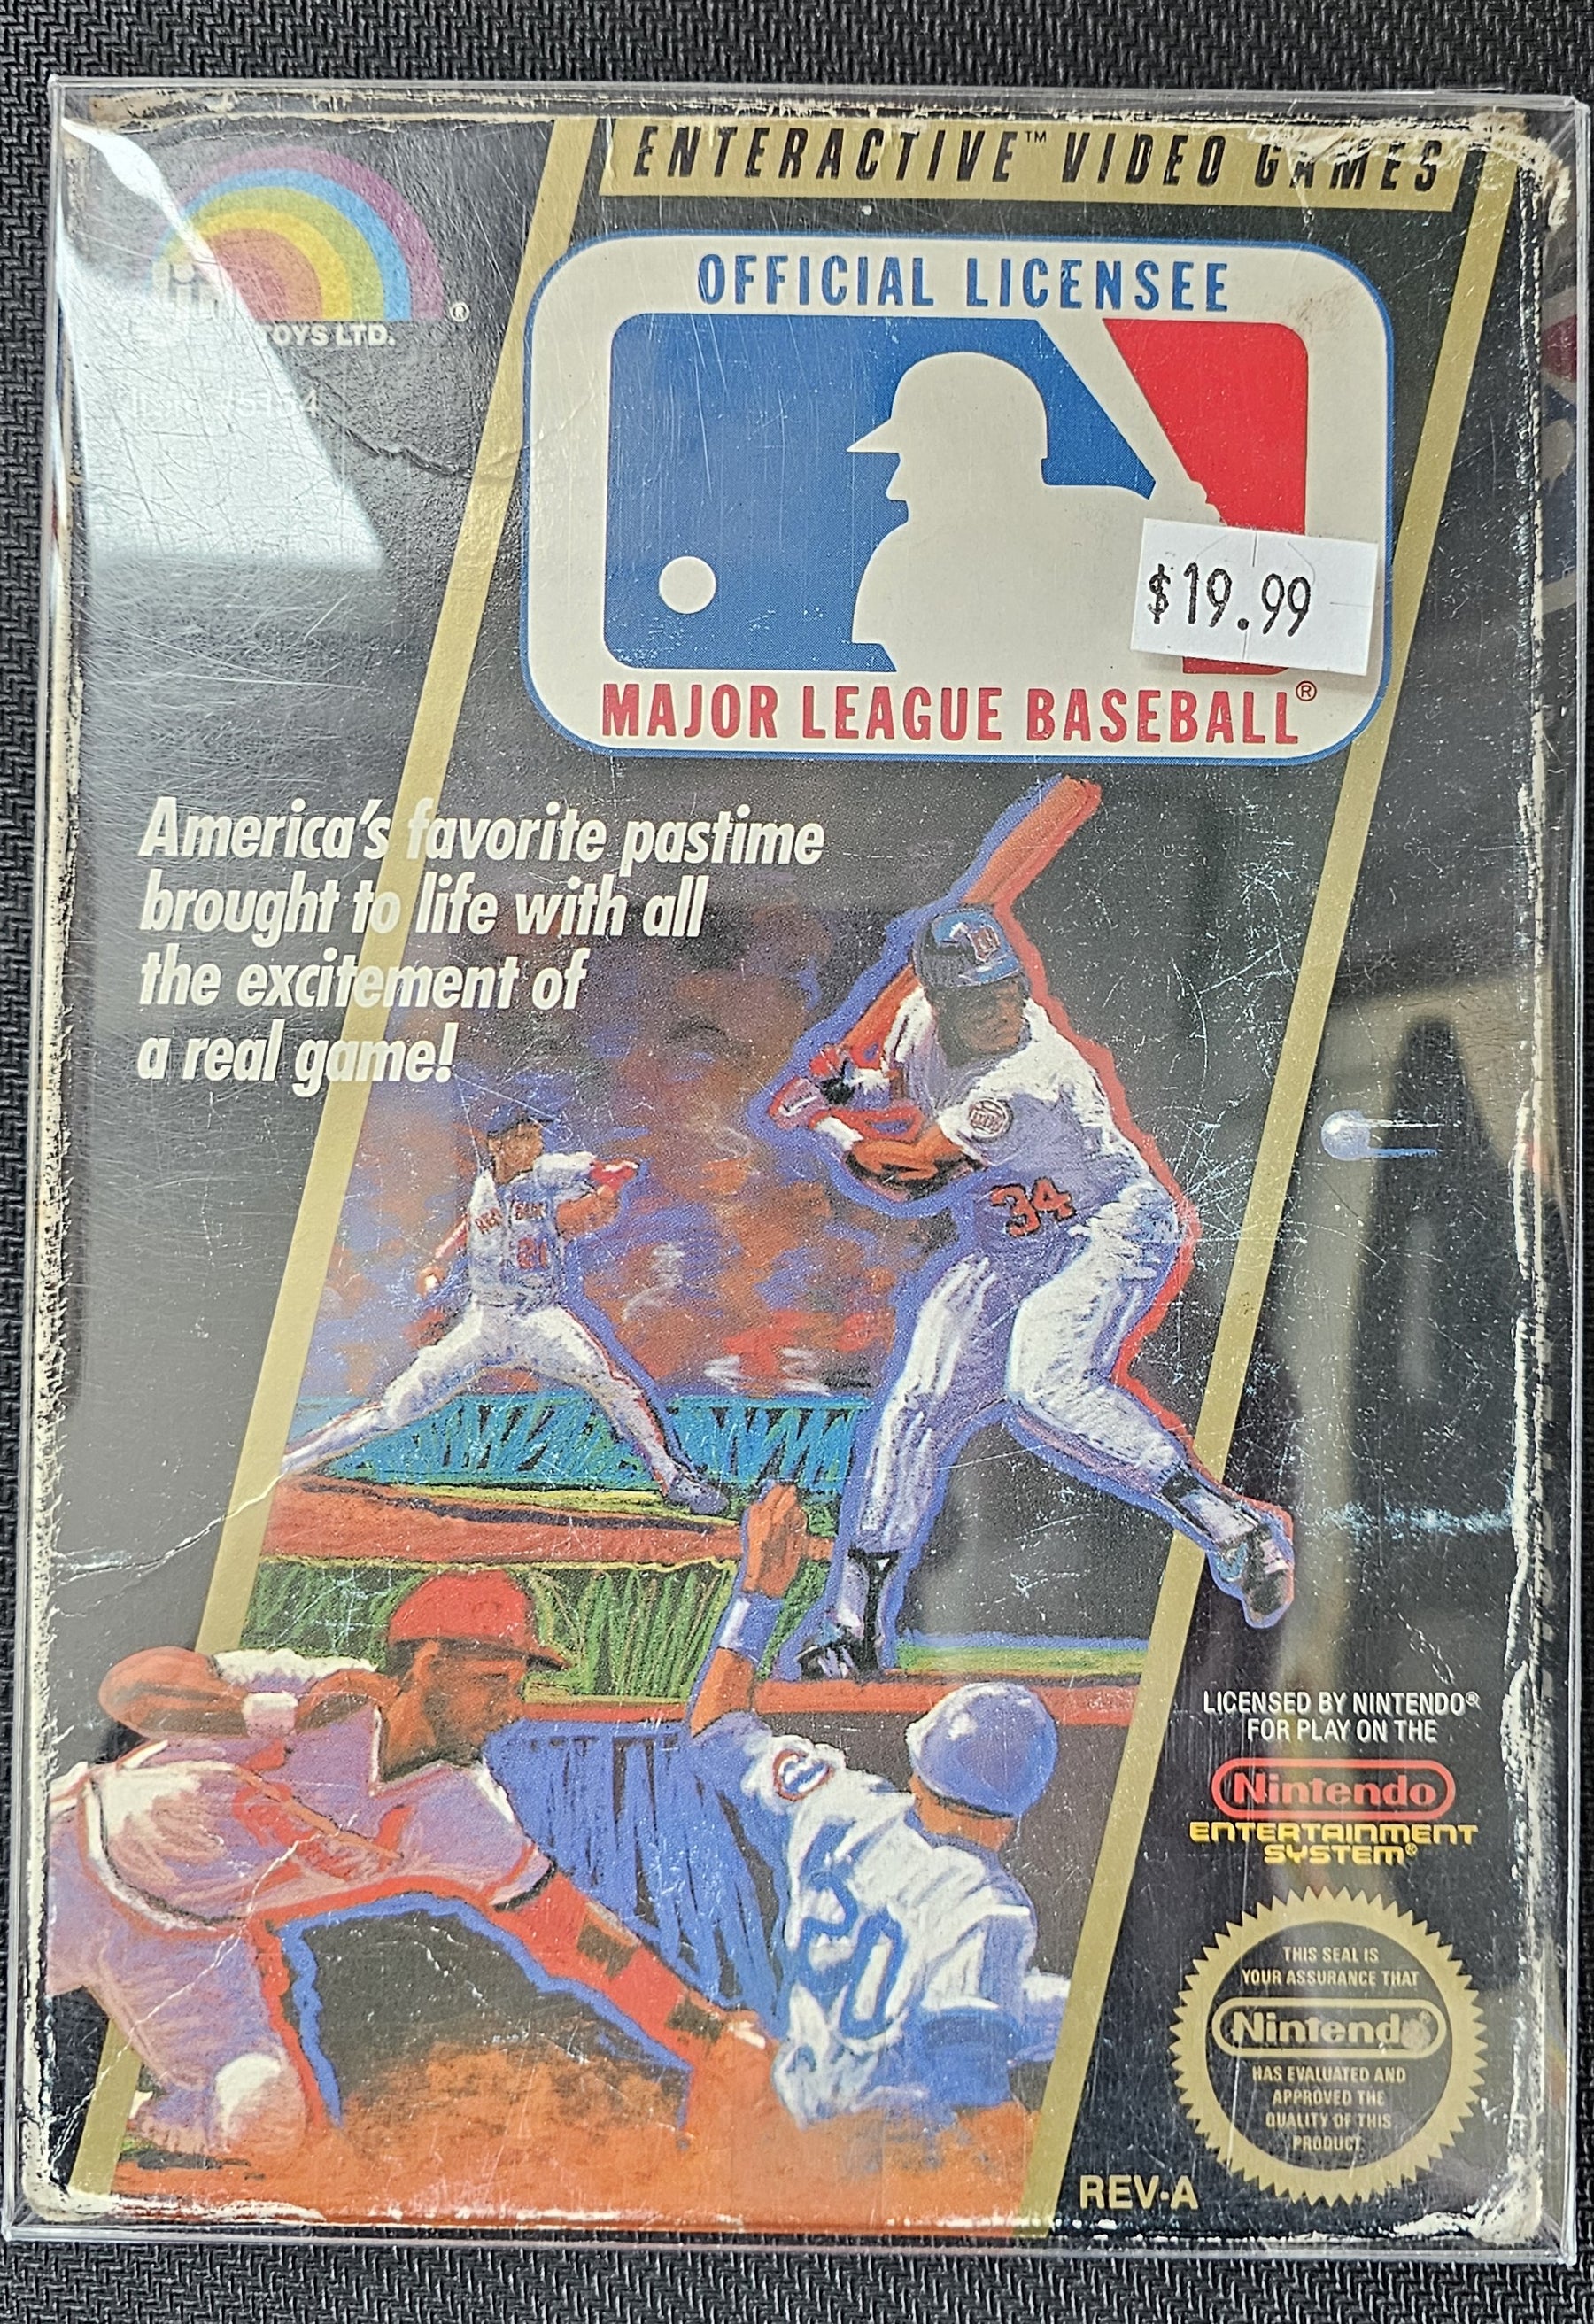 ENTERACTIVE™ VIDEO GAMES
TOYS LTD.
®
OFFICIAL LICENSEE
$19.99
MAJOR LEAGUE BASEBALL®
America's favorite pastime
brought to life with all
the excitement of
a real game!
34
21
20
LICENSED BY NINTENDO®
FOR PLAY ON THE
Nintendo
ENTERTAINMENT
SYSTEM®
THIS SEAL IS
YOUR ASSURANCE THAT
Nintendo
HAS EVALUATED AND
APPROVED THE
QUALITY OF THIS
PRODUCT.
REV-A